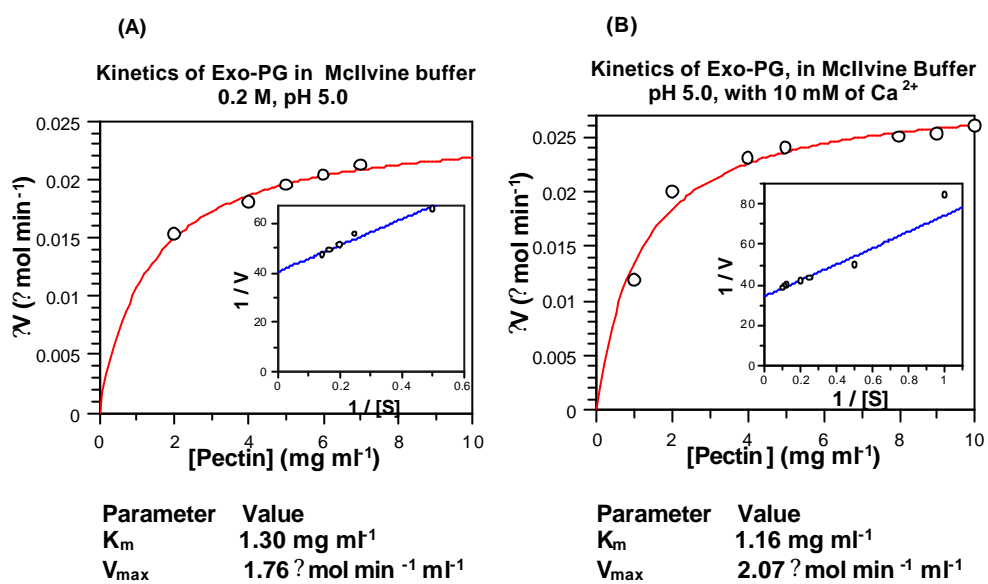 (A)
Kinetics of Exo-PG in McIlvine buffer
0.2 M, pH 5.0
0.025
0.02
0.015
0.01
0.005
0
?V (? mol min-1)
0 2 4 6 8 10
[Pectin] (mg ml-1)
60
40
20
0
1 / V
0 0.2 0.4 0.6
1 / [S]
Parameter Value
Km 1.30 mg ml-1
Vmax 1.76 ? mol min -1 ml-1
(B)
Kinetics of Exo-PG, in McIlvine Buffer
pH 5.0, with 10 mM of Ca2+
0.025
0.02
0.015
0.01
0.005
0
?V (? mol min-1)
0 2 4 6 8 10
[Pectin] (mg ml-1)
80
60
40
20
0
1 / V
0 0.2 0.4 0.6 0.8 1
1 / [S]
Parameter Value
Km 1.16 mg ml-1
Vmax 2.07 ? mol min -1 ml-1